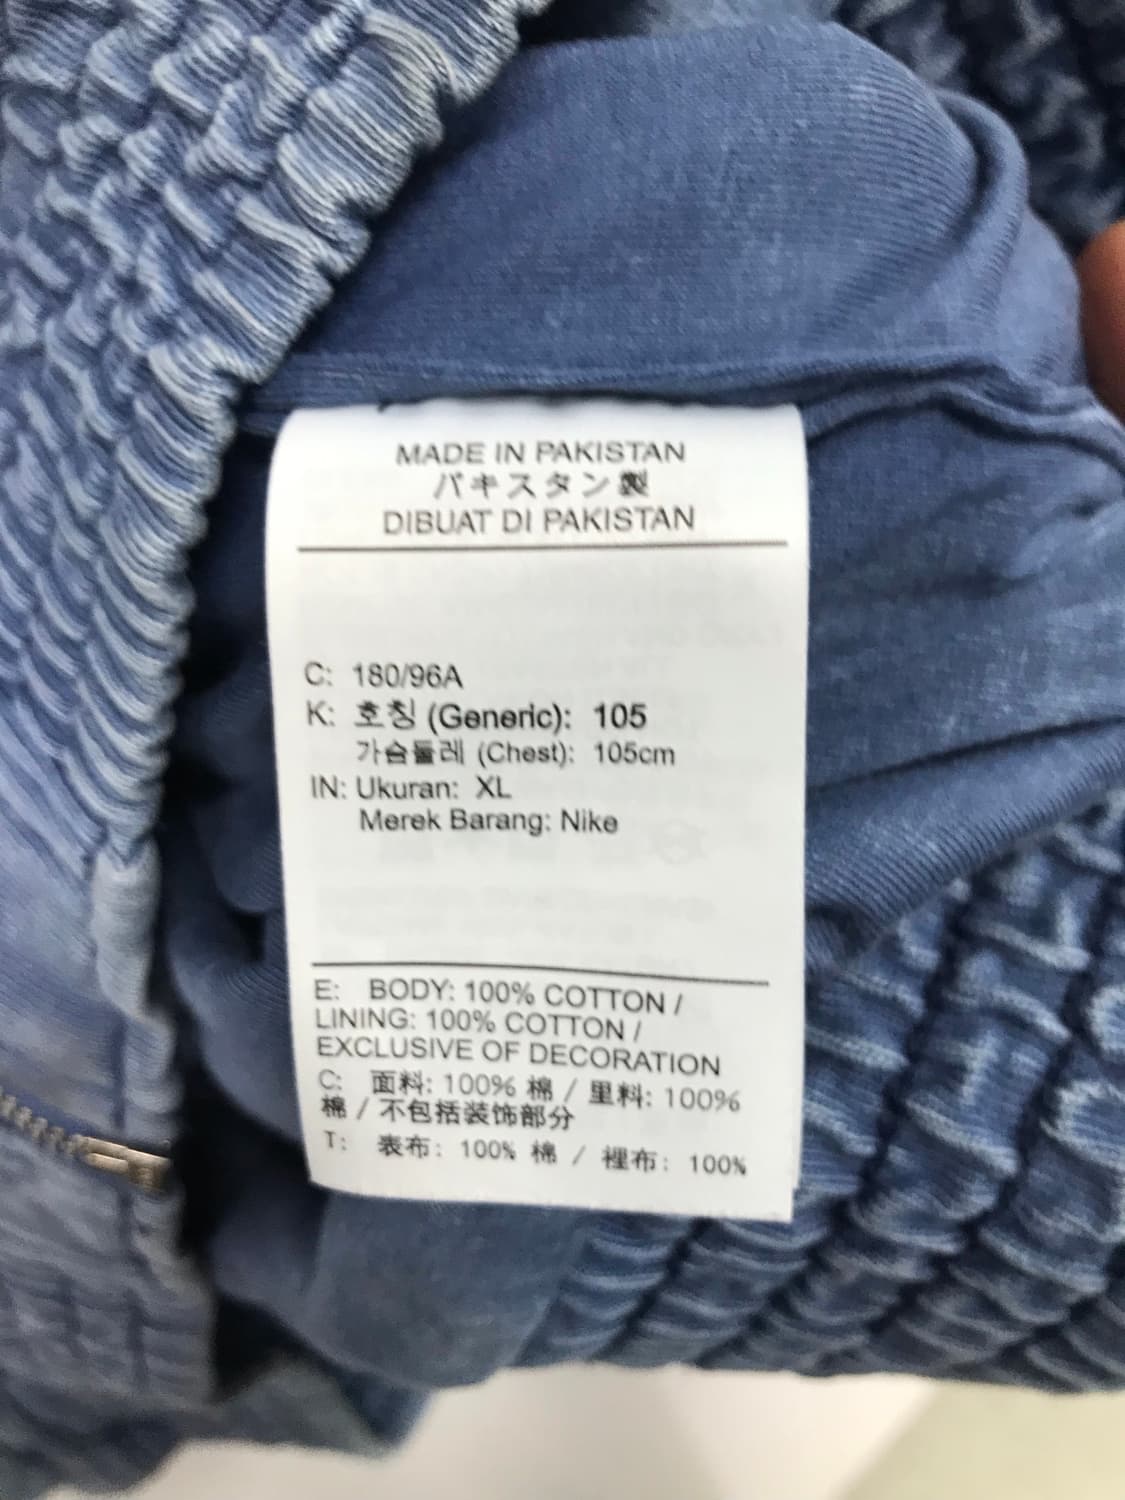 MADE IN PAKISTAN
パキスタン製
DIBUAT DI PAKISTAN
C: 180/96A
K: 호칭 (Generic): 105
가슴둘레 (Chest): 105cm
IN: Ukuran: XL
Merek Barang: Nike
E: BODY: 100% COTTON /
LINING: 100% COTTON /
EXCLUSIVE OF DECORATION
C: 面料: 100% 棉 / 里料: 100%
棉 / 不包括装饰部分
T: 表布: 100% 棉 / 裡布: 100%